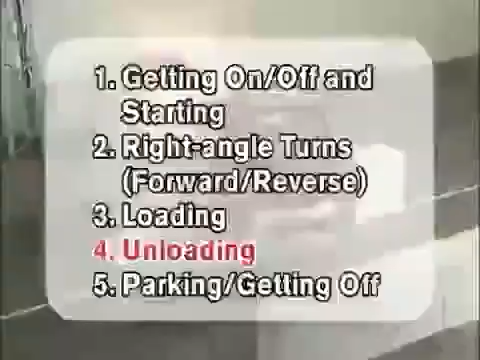 1. Getting On/Off and
Starting
2. Right-angle Turns
(Forward/Reverse)
3. Loading
4. Unloading
5. Parking/Getting Off